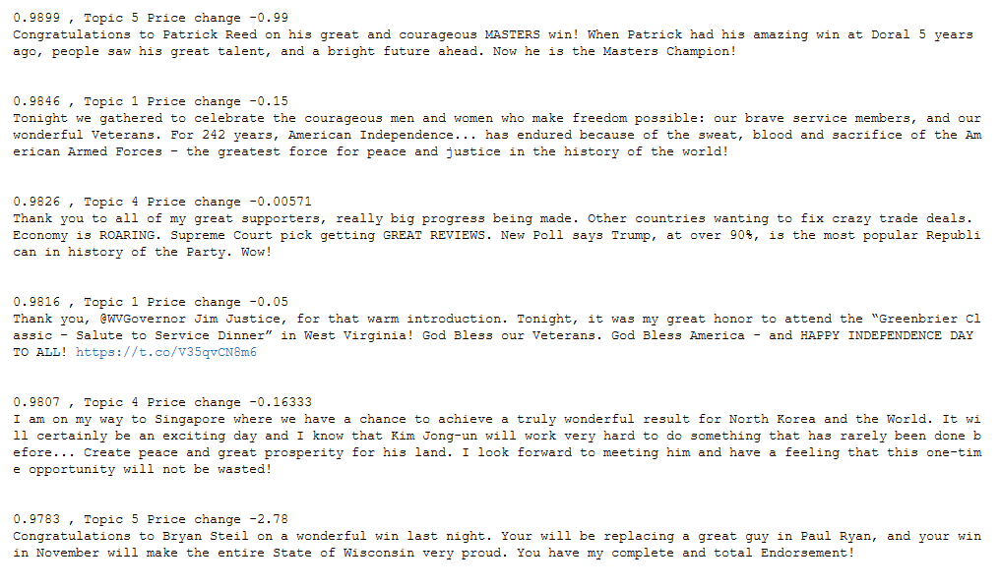 0.9899 , Topic 5 Price change -0.99
Congratulations to Patrick Reed on his great and courageous MASTERS win! When Patrick had his amazing win at Doral 5 years
ago, people saw his great talent, and a bright future ahead. Now he is the Masters Champion!
0.9846 , Topic 1 Price change -0.15
Tonight we gathered to celebrate the courageous men and women who make freedom possible: our brave service members, and our
wonderful Veterans. For 242 years, American Independence... has endured because of the sweat, blood and sacrifice of the Am
erican Armed Forces - the greatest force for peace and justice in the history of the world!
0.9826 , Topic 4 Price change -0.00571
Thank you to all of my great supporters, really big progress being made. Other countries wanting to fix crazy trade deals.
Economy is ROARING. Supreme Court pick getting GREAT REVIEWS. New Poll says Trump, at over 90%, is the most popular Republi
can in history of the Party. Wow!
0.9816 , Topic 1 Price change -0.05
Thank you, @WVGovernor Jim Justice, for that warm introduction. Tonight, it was my great honor to attend the “Greenbrier Cl
assic – Salute to Service Dinner” in West Virginia! God Bless our Veterans. God Bless America - and HAPPY INDEPENDENCE DAY
TO ALL! https://t.co/V35qvCN8m6
0.9807 , Topic 4 Price change -0.16333
I am on my way to Singapore where we have a chance to achieve a truly wonderful result for North Korea and the World. It wi
ll certainly be an exciting day and I know that Kim Jong-un will work very hard to do something that has rarely been done b
efore... Create peace and great prosperity for his land. I look forward to meeting him and have a feeling that this one-tim
e opportunity will not be wasted!
0.9783 , Topic 5 Price change -2.78
Congratulations to Bryan Steil on a wonderful win last night. Your will be replacing a great guy in Paul Ryan, and your win
in November will make the entire State of Wisconsin very proud. You have my complete and total Endorsement!